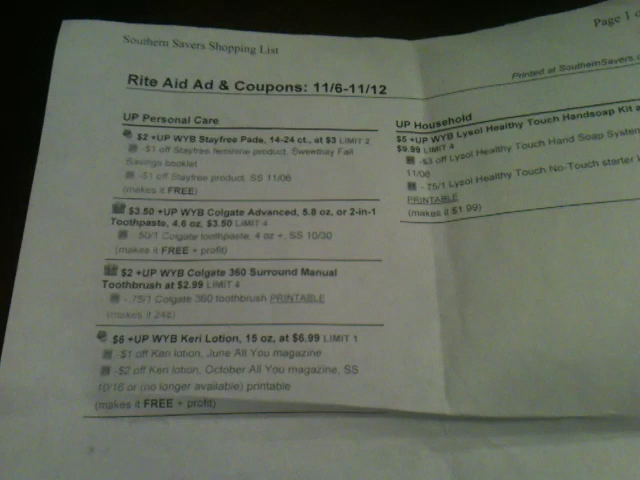 Southern Savers Shopping List
Page 1
Printed at SouthernSavers.
Rite Aid Ad & Coupons: 11/6-11/12
UP Personal Care
$2 +UP WYB Stayfree Pads, 14-24 ct., at $3 LIMIT 2
-$1 off Stayfree feminine product, Sweetbay Fall
Savings booklet
-$1 off Stayfree product, SS 11/06
(makes it FREE)
$3.50 +UP WYB Colgate Advanced, 5.8 oz, or 2-in-1
Toothpaste, 4.6 oz, $3.50 LIMIT 4
.50/1 Colgate toothpaste, 4 oz +, SS 10/30
(makes it FREE + profit)
$2 +UP WYB Colgate 360 Surround Manual
Toothbrush at $2.99 LIMIT 4
-.75/1 Colgate 360 toothbrush PRINTABLE
(makes it 24¢)
$6 +UP WYB Keri Lotion, 15 oz, at $6.99 LIMIT 1
-$1 off Keri lotion, June All You magazine
-$2 off Keri lotion, October All You magazine, SS
10/16 or (no longer available) printable
(makes it FREE + profit)
UP Household
$5 +UP WYB Lysol Healthy Touch Handsoap Kit
$9.99 LIMIT 4
-$3 off Lysol Healthy Touch Hand Soap System
11/06
-.75/1 Lysol Healthy Touch No-Touch starter
PRINTABLE
(makes it $1.99)